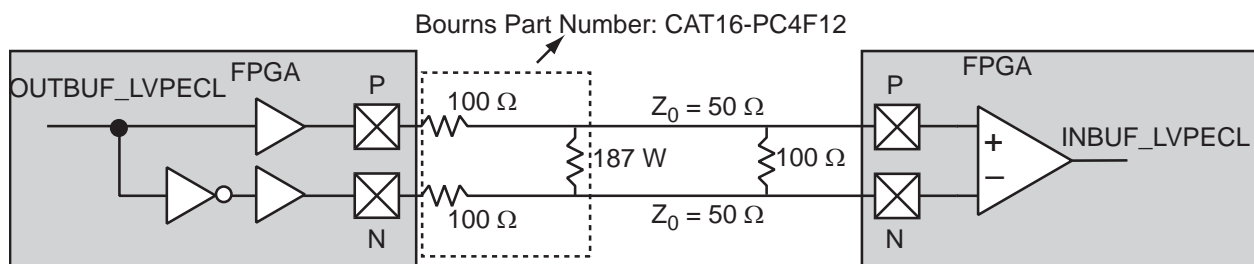 Bourns Part Number: CAT16-PC4F12
OUTBUF_LVPECL
FPGA
P
100 Ω
Z0 = 50 Ω
FPGA
P
187 W
100 Ω
+
−
INBUF_LVPECL
N
100 Ω
Z0 = 50 Ω
N